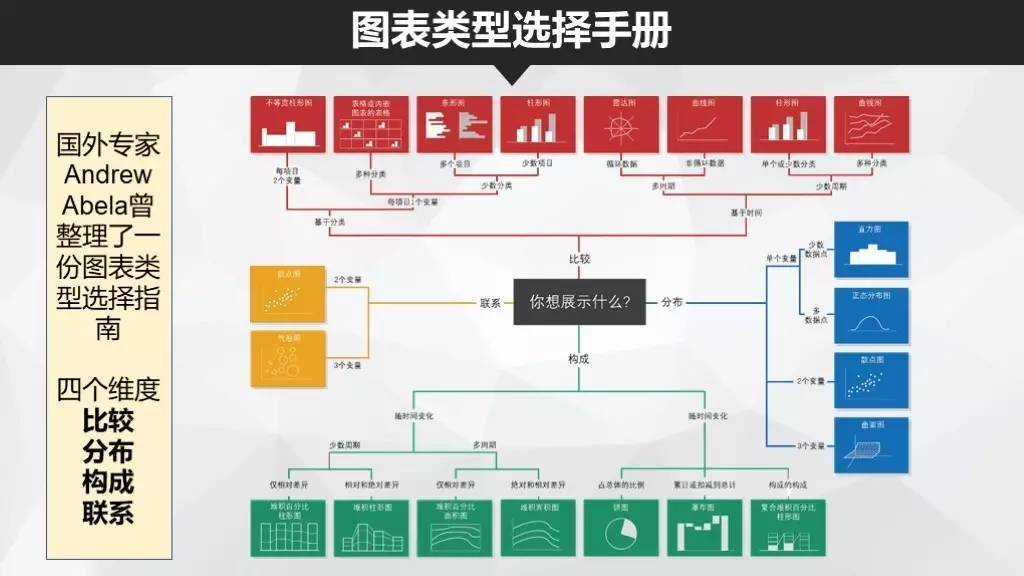 图表类型选择手册
国外专家
Andrew
Abela曾
整理了一
份图表类
型选择指
南
四个维度
比较
分布
构成
联系
不等宽柱形图
表格或内嵌
图表的表格
条形图
柱形图
雷达图
曲线图
柱形图
曲线图
每项目
2个变量
多种分类
多个项目
少数项目
循环数据
非循环数据
单个或少数分类
多种分类
少数分类
多周期
少数周期
每项目1个变量
基于分类
基于时间
比较
散点图
2个变量
气泡图
3个变量
联系
你想展示什么?
分布
单个变量
少数
数据点
直方图
多
数据点
正态分布图
2个变量
散点图
3个变量
曲面图
构成
随时间变化
随时间变化
少数周期
多周期
仅相对差异
相对和绝对差异
仅相对差异
绝对和相对差异
占总体的比例
累计或扣减到总计
构成的构成
堆积百分比
柱形图
堆积柱形图
堆积百分比
面积图
堆积面积图
饼图
瀑布图
复合堆积百分比
柱形图